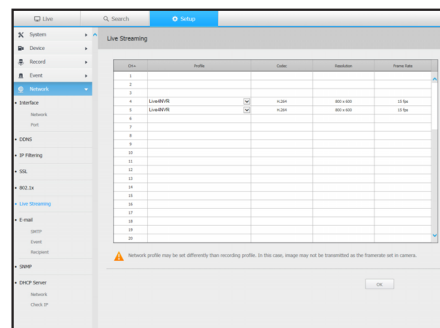 Live
Search
Setup
System
Device
Record
Event
Network
Interface
Network
Port
DDNS
IP Filtering
SSL
802.1x
Live Streaming
E-mail
SMTP
Event
Recipient
SNMP
DHCP Server
Network
Check IP
Live Streaming
CH Profile Codec Resolution Frame Rate
1
2
3
4 Live4NVR H.264 800 x 600 15 fps
5 Live4NVR H.264 800 x 600 15 fps
6
7
8
9
10
11
12
13
14
15
16
17
18
19
20
Network profile may be set differently than recording profile. In this case, image may not be transmitted as the framerate set in camera.
OK